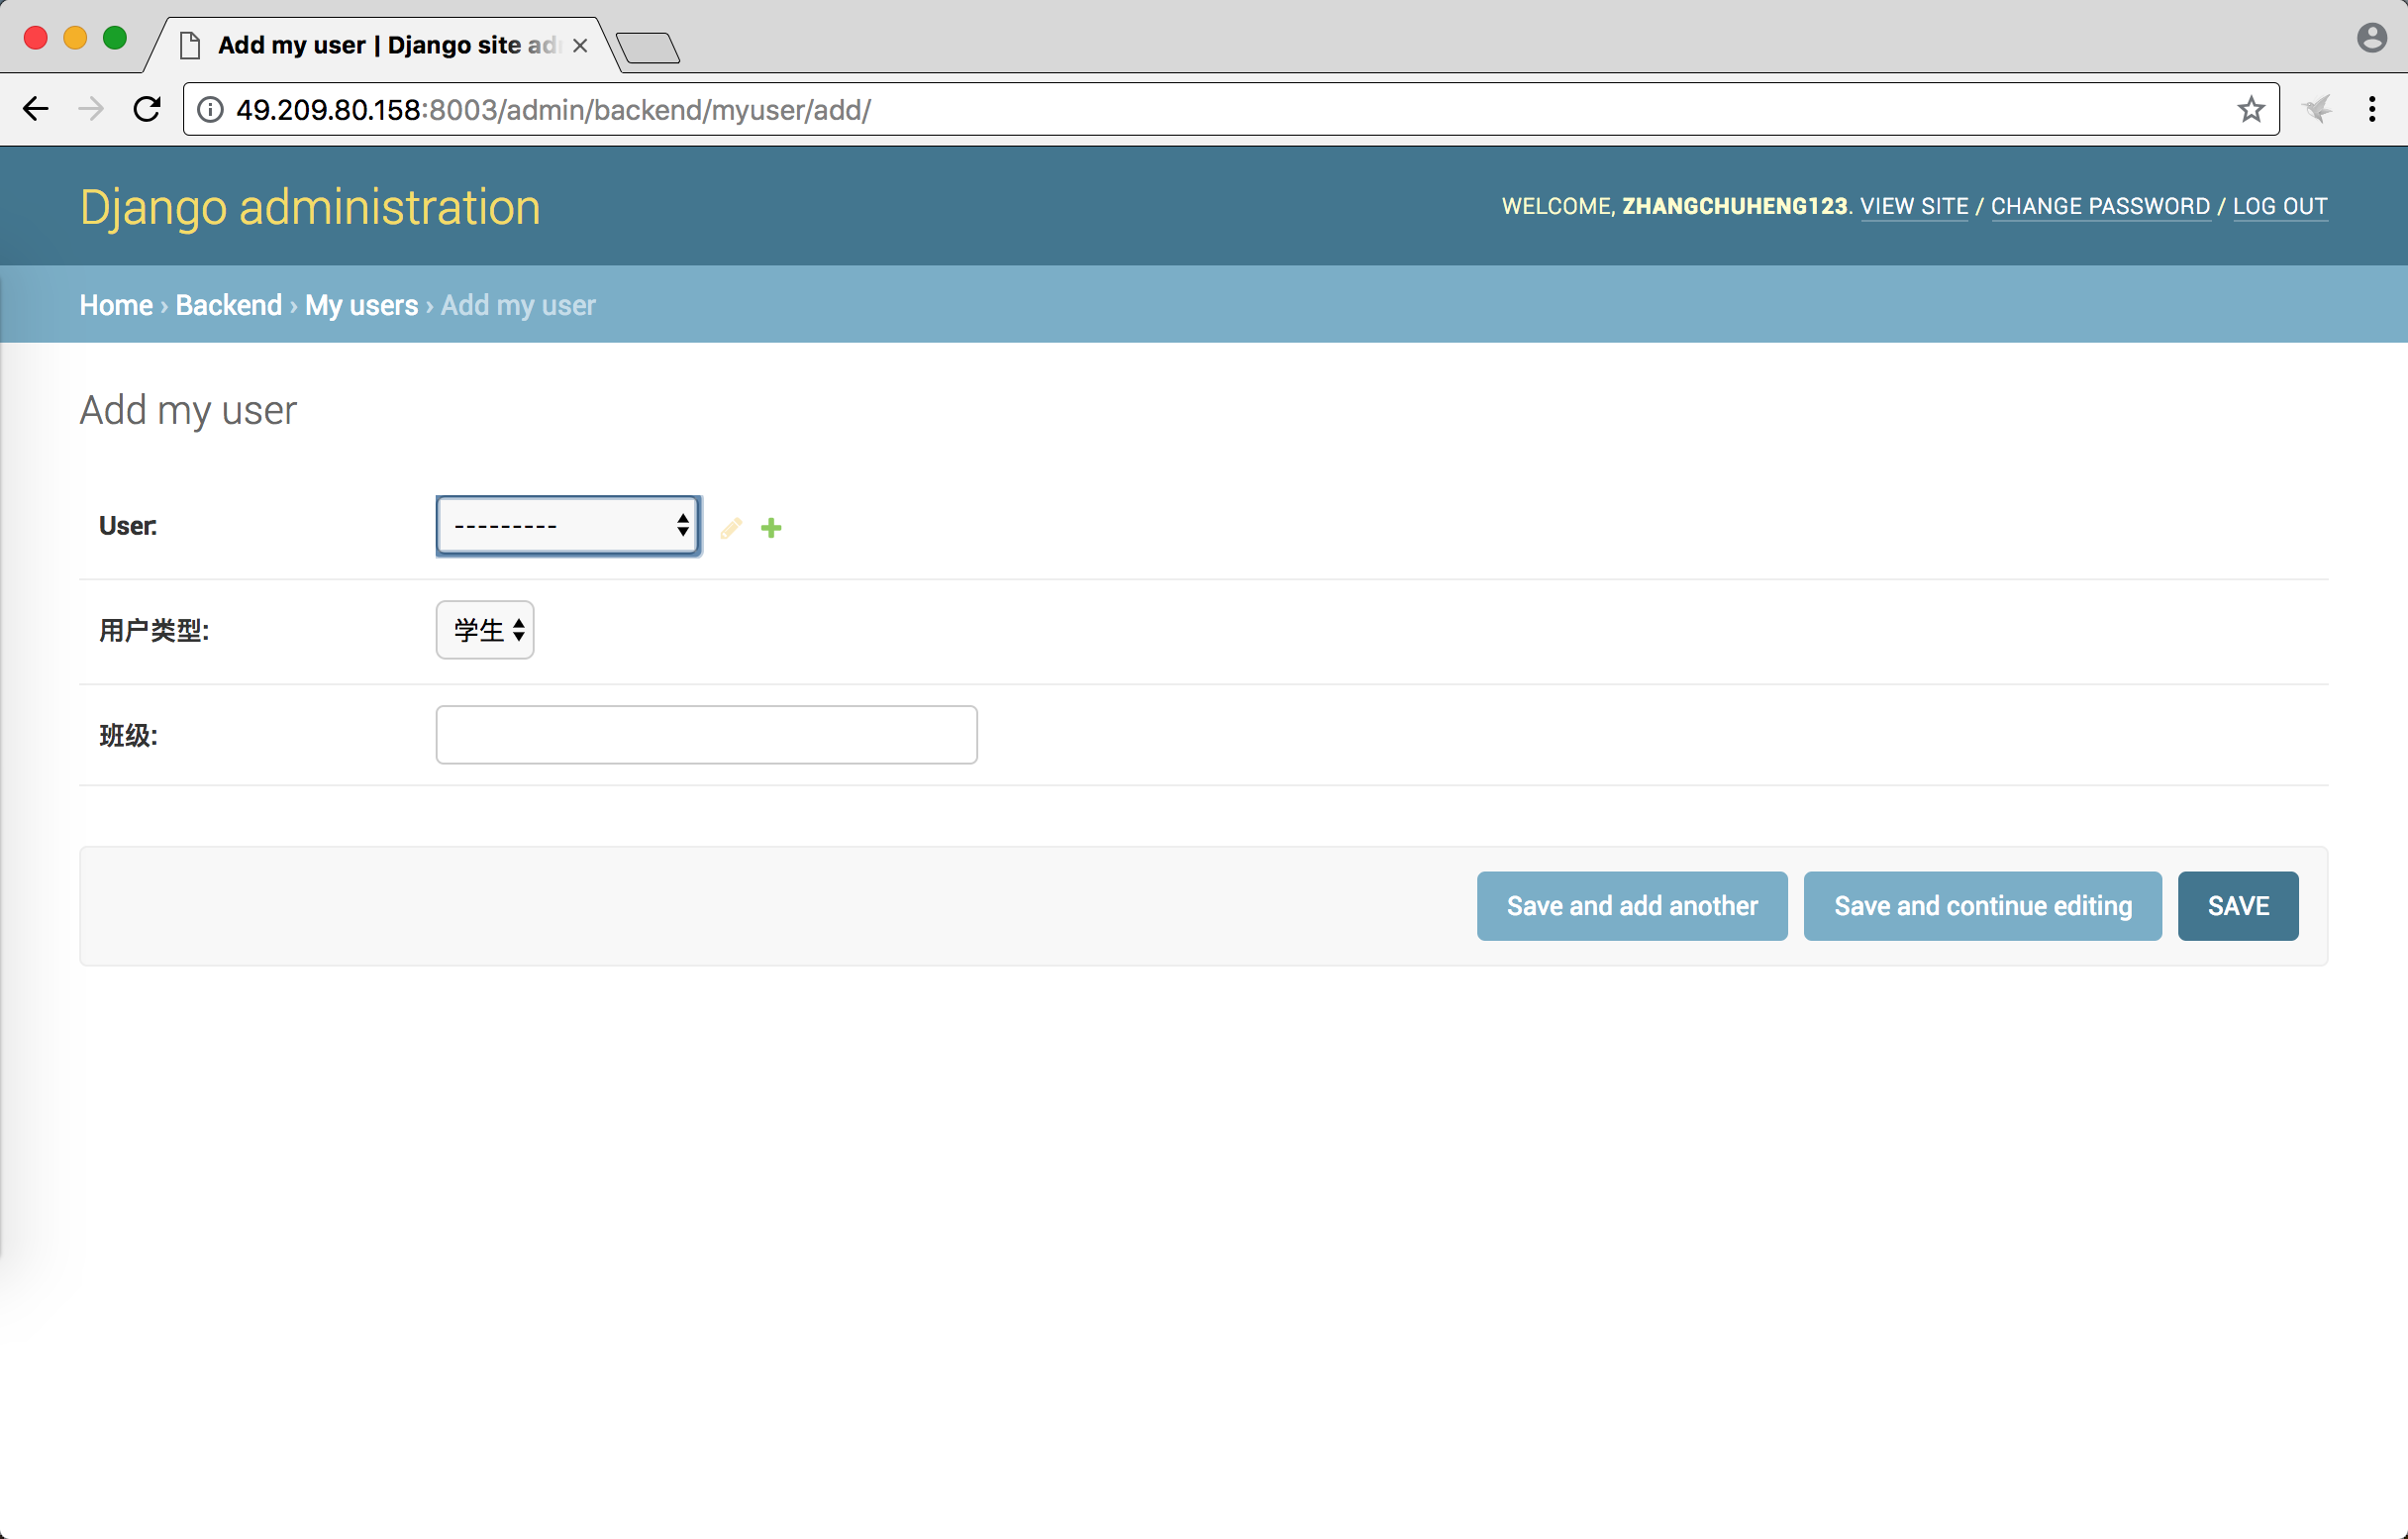 Add my user | Django site ad
49.209.80.158:8003/admin/backend/myuser/add/
Django administration
WELCOME, ZHANGCHUHENG123. VIEW SITE / CHANGE PASSWORD / LOG OUT
Home › Backend › My users › Add my user
Add my user
User: ---------
用户类型: 学生
班级:
Save and add another Save and continue editing SAVE